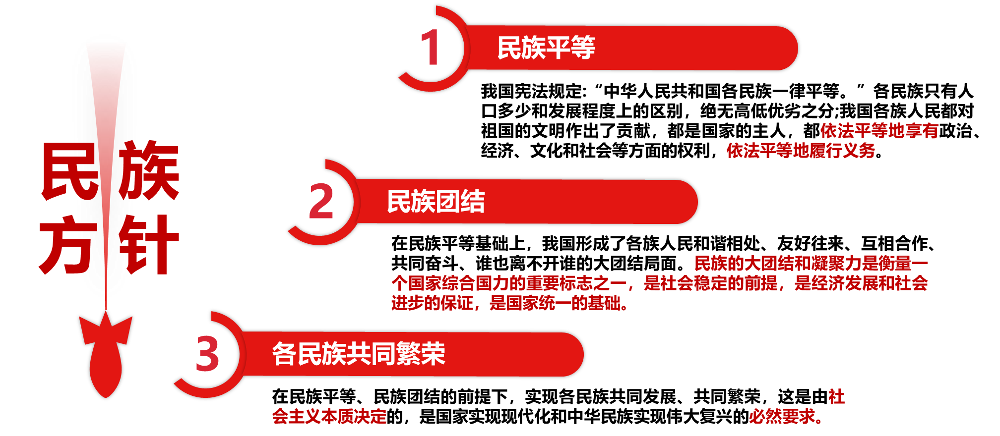 民族
方针
1
民族平等
我国宪法规定:“中华人民共和国各民族一律平等。”各民族只有人
口多少和发展程度上的区别，绝无高低优劣之分;我国各族人民都对
祖国的文明作出了贡献，都是国家的主人，都依法平等地享有政治、
经济、文化和社会等方面的权利，依法平等地履行义务。
2
民族团结
在民族平等基础上，我国形成了各族人民和谐相处、友好往来、互相合作、
共同奋斗、谁也离不开谁的大团结局面。民族的大团结和凝聚力是衡量一
个国家综合国力的重要标志之一，是社会稳定的前提，是经济发展和社会
进步的保证，是国家统一的基础。
3
各民族共同繁荣
在民族平等、民族团结的前提下，实现各民族共同发展、共同繁荣，这是由社
会主义本质决定的，是国家实现现代化和中华民族实现伟大复兴的必然要求。